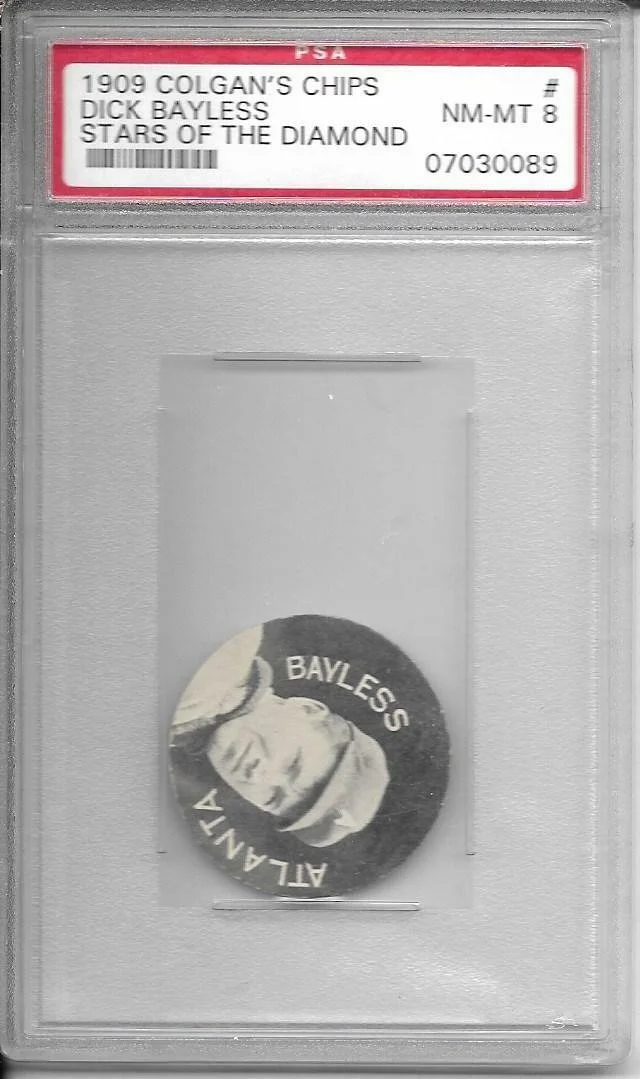 PSA
1909 COLGAN'S CHIPS #
DICK BAYLESS NM-MT 8
STARS OF THE DIAMOND
07030089
BAYLESS
ATLANTA